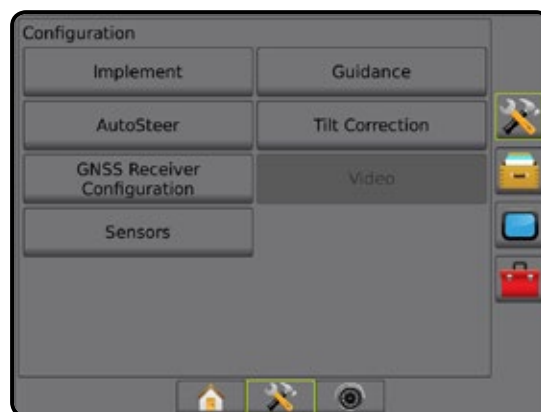 Configuration
Implement
Guidance
AutoSteer
Tilt Correction
GNSS Receiver
Configuration
Video
Sensors